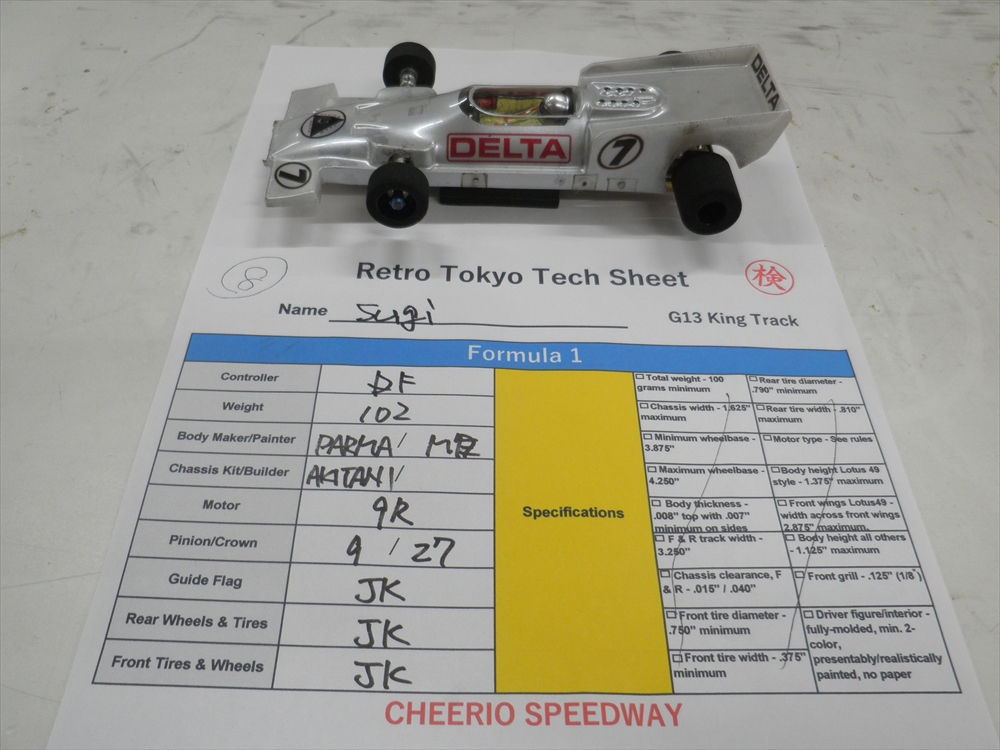 DELTA
7
DELTA
7
8
Retro Tokyo Tech Sheet
検
Name Sugi
G13 King Track
Formula 1
Controller DF
Weight 102
Body Maker/Painter PARMA/
Chassis Kit/Builder AKITANI/
Motor 9R
Pinion/Crown 9 / 27
Guide Flag JK
Rear Wheels & Tires JK
Front Tires & Wheels JK
Specifications
Total weight - 100 grams minimum
Rear tire diameter - .790" minimum
Chassis width - 1.625" maximum
Rear tire width - .810" maximum
Minimum wheelbase - 3.875"
Motor type - See rules
Maximum wheelbase - 4.250"
Body height Lotus 49 style - 1.375" maximum
Body thickness - .008" top with .007" minimum on sides
Front wings Lotus49 - width across front wings 2.875" maximum.
F & R track width - 3.250"
Body height all others - 1.125" maximum
Chassis clearance, F & R - .015" / .040"
Front grill - .125" (1/8")
Front tire diameter - .750" minimum
Driver figure/interior - fully-molded, min. 2-color, presentably/realistically painted, no paper
Front tire width - .375" minimum
CHEERIO SPEEDWAY